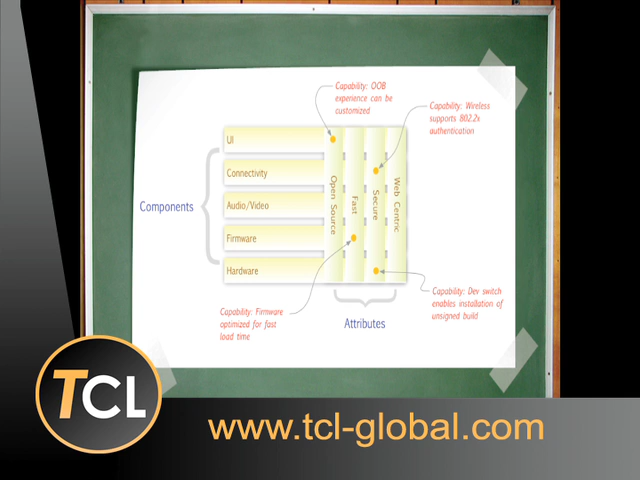 Capability: OOB
experience can be
customized
Capability: Wireless
supports 802.2x
authentication
UI
Connectivity
Components
Audio/Video
Firmware
Hardware
Open Source
Fast
Secure
Web Centric
Capability: Firmware
optimized for fast
load time
Attributes
Capability: Dev switch
enables installation of
unsigned build
TCL
www.tcl-global.com